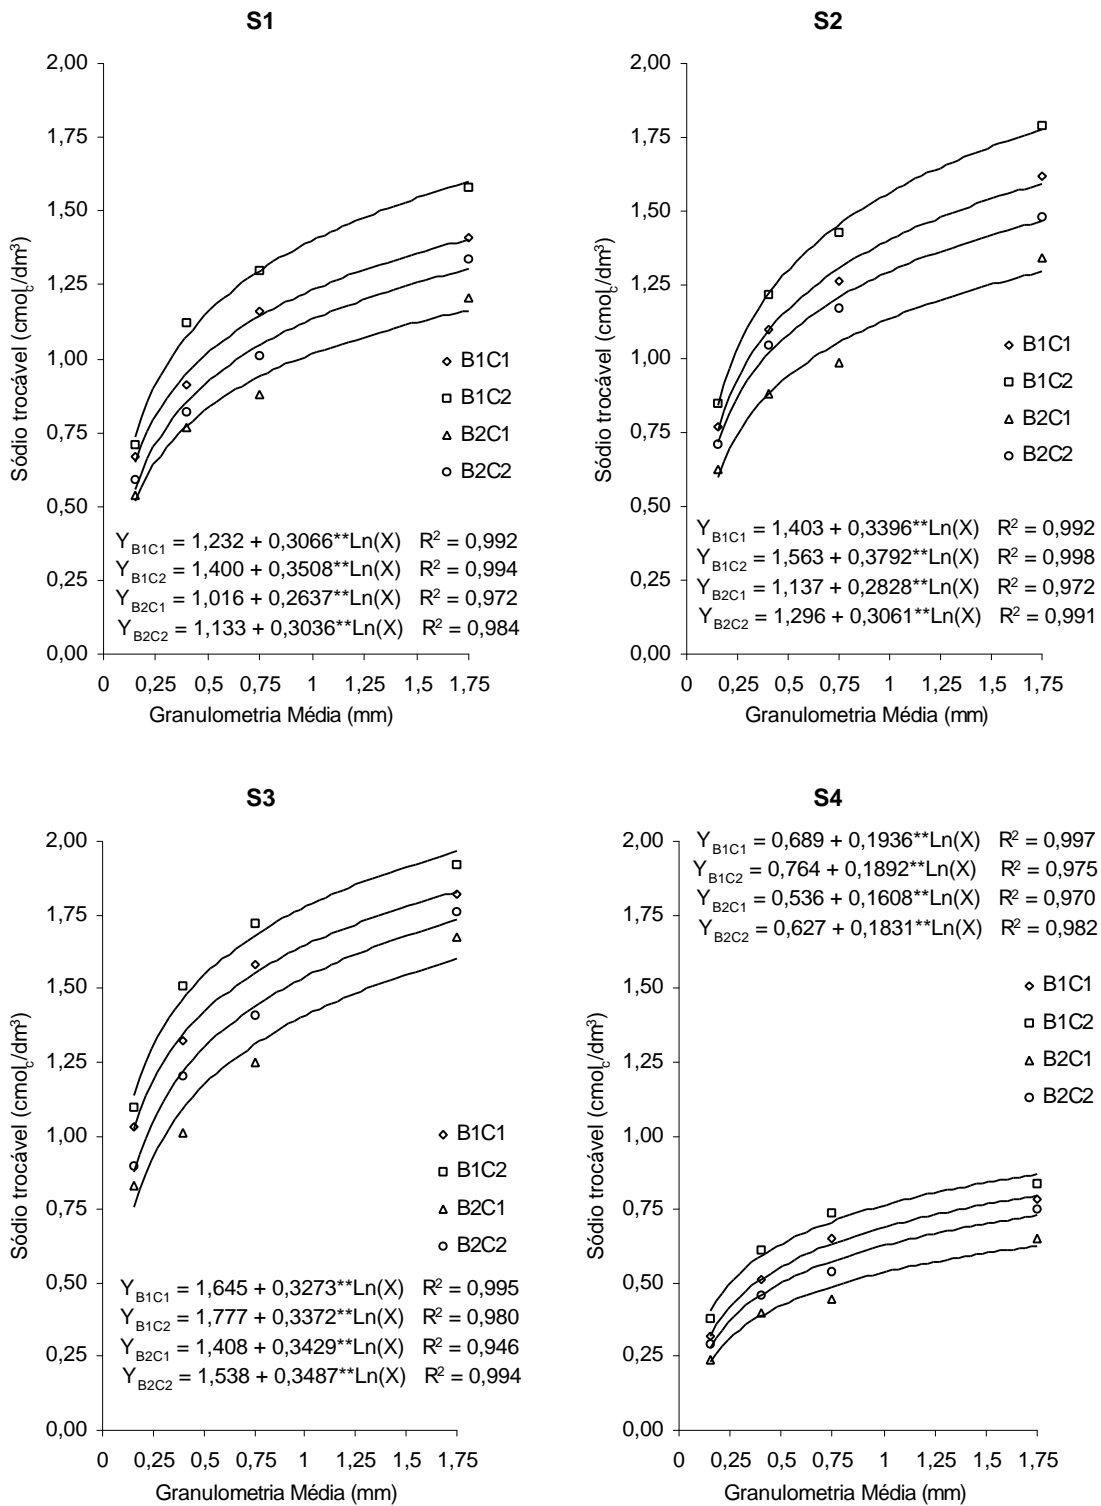 S1
Sódio trocável (cmolc/dm³)
2,00
1,75
1,50
1,25
1,00
0,75
0,50
0,25
0,00
B1C1
B1C2
B2C1
B2C2
Y B1C1 = 1,232 + 0,3066**Ln(X) R² = 0,992
Y B1C2 = 1,400 + 0,3508**Ln(X) R² = 0,994
Y B2C1 = 1,016 + 0,2637**Ln(X) R² = 0,972
Y B2C2 = 1,133 + 0,3036**Ln(X) R² = 0,984
0 0,25 0,5 0,75 1 1,25 1,5 1,75
Granulometria Média (mm)
S2
Sódio trocável (cmolc/dm³)
2,00
1,75
1,50
1,25
1,00
0,75
0,50
0,25
0,00
B1C1
B1C2
B2C1
B2C2
Y B1C1 = 1,403 + 0,3396**Ln(X) R² = 0,992
Y B1C2 = 1,563 + 0,3792**Ln(X) R² = 0,998
Y B2C1 = 1,137 + 0,2828**Ln(X) R² = 0,972
Y B2C2 = 1,296 + 0,3061**Ln(X) R² = 0,991
0 0,25 0,5 0,75 1 1,25 1,5 1,75
Granulometria Média (mm)
S3
Sódio trocável (cmolc/dm³)
2,00
1,75
1,50
1,25
1,00
0,75
0,50
0,25
0,00
B1C1
B1C2
B2C1
B2C2
Y B1C1 = 1,645 + 0,3273**Ln(X) R² = 0,995
Y B1C2 = 1,777 + 0,3372**Ln(X) R² = 0,980
Y B2C1 = 1,408 + 0,3429**Ln(X) R² = 0,946
Y B2C2 = 1,538 + 0,3487**Ln(X) R² = 0,994
0 0,25 0,5 0,75 1 1,25 1,5 1,75
Granulometria Média (mm)
S4
Sódio trocável (cmolc/dm³)
2,00
1,75
1,50
1,25
1,00
0,75
0,50
0,25
0,00
Y B1C1 = 0,689 + 0,1936**Ln(X) R² = 0,997
Y B1C2 = 0,764 + 0,1892**Ln(X) R² = 0,975
Y B2C1 = 0,536 + 0,1608**Ln(X) R² = 0,970
Y B2C2 = 0,627 + 0,1831**Ln(X) R² = 0,982
B1C1
B1C2
B2C1
B2C2
0 0,25 0,5 0,75 1 1,25 1,5 1,75
Granulometria Média (mm)